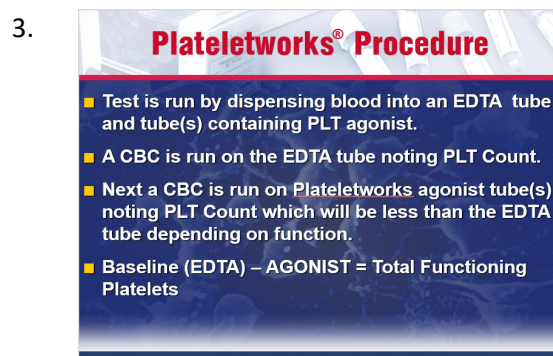 3.
Plateletworks® Procedure
Test is run by dispensing blood into an EDTA tube
and tube(s) containing PLT agonist.
A CBC is run on the EDTA tube noting PLT Count.
Next a CBC is run on Plateletworks agonist tube(s)
noting PLT Count which will be less than the EDTA
tube depending on function.
Baseline (EDTA) – AGONIST = Total Functioning
Platelets